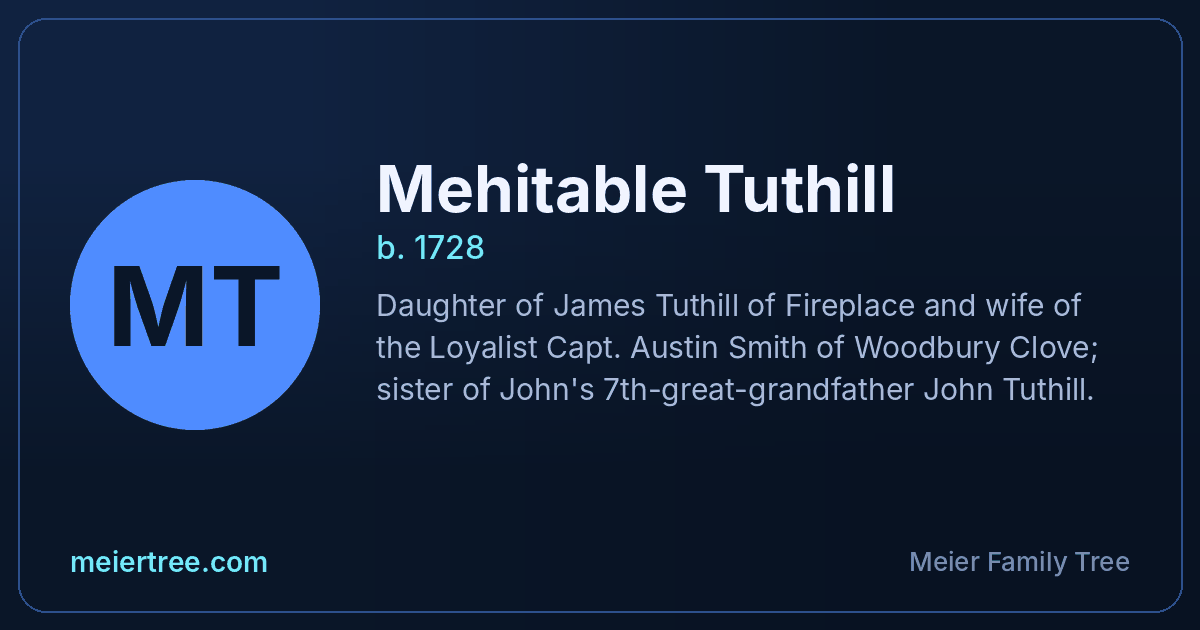 MT
Mehitable Tuthill
b. 1728
Daughter of James Tuthill of Fireplace and wife of
the Loyalist Capt. Austin Smith of Woodbury Clove;
sister of John's 7th-great-grandfather John Tuthill.
meiertree.com
Meier Family Tree